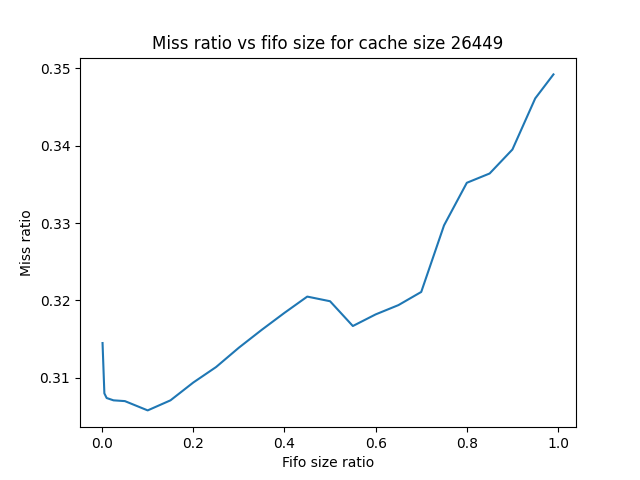 Miss ratio vs fifo size for cache size 26449
0.35
0.34
0.33
0.32
0.31
Miss ratio
0.0 0.2 0.4 0.6 0.8 1.0
Fifo size ratio